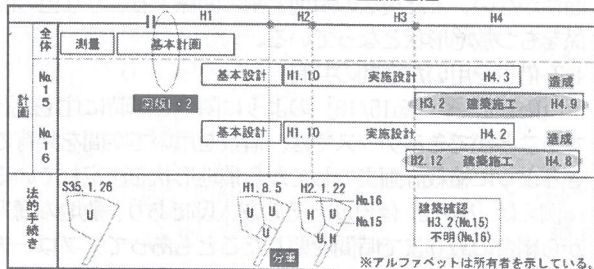 H1 H2 H3 H4
全体 測量 基本計画
図版1・2
計画
No.15 基本設計 H1.10 実施設計 H4.3 造成
H3.2 建築施工 H4.9
No.16 基本設計 H1.10 実施設計 H4.2 造成
H2.12 建築施工 H4.8
法的手続き
S35.1.26 H1.8.5 H2.1.22
U U U H U No.16
No.15
U,H
分筆
建築確認
H3.2(No.15)
不明(No.16)
※アルファベットは所有者を示している。